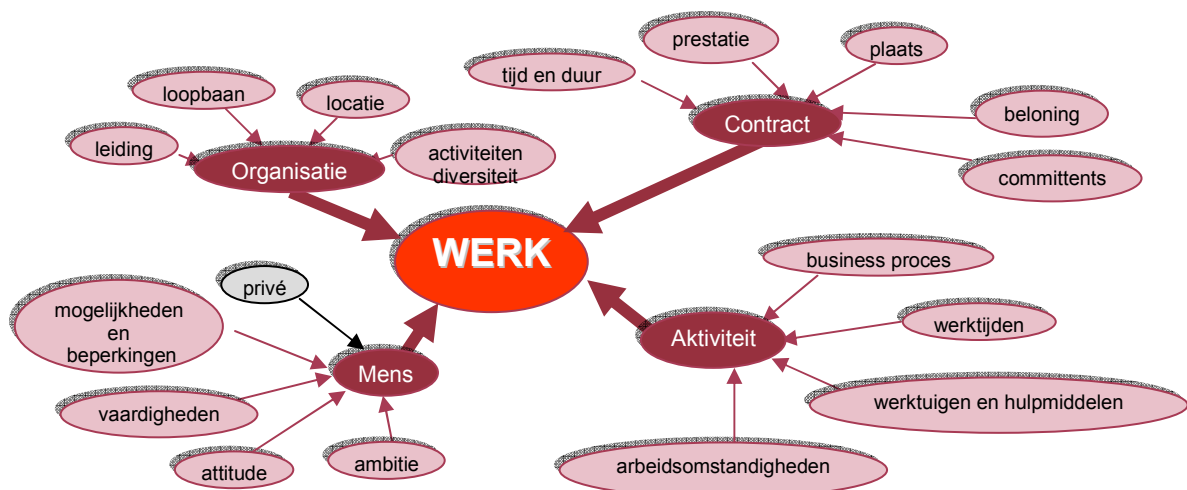 prestatie
plaats
tijd en duur
loopbaan
locatie
beloning
Contract
leiding
activiteiten
diversiteit
Organisatie
committents
WERK
business proces
privé
mogelijkheden
en
beperkingen
werktijden
Aktiviteit
Mens
werktuigen en hulpmiddelen
vaardigheden
attitude
ambitie
arbeidsomstandigheden